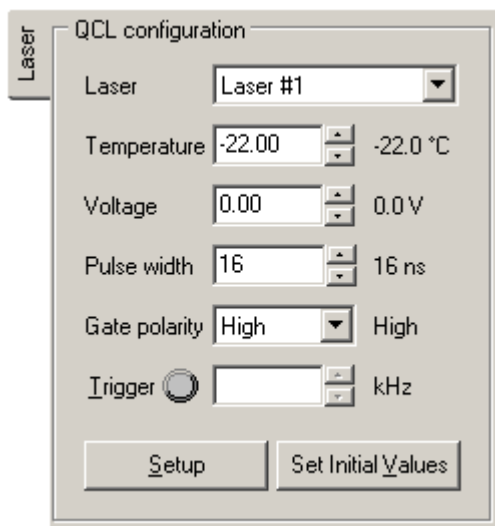 Laser
QCL configuration
Laser Laser #1
Temperature -22.00 -22.0 °C
Voltage 0.00 0.0 V
Pulse width 16 16 ns
Gate polarity High High
Trigger kHz
Setup Set Initial Values